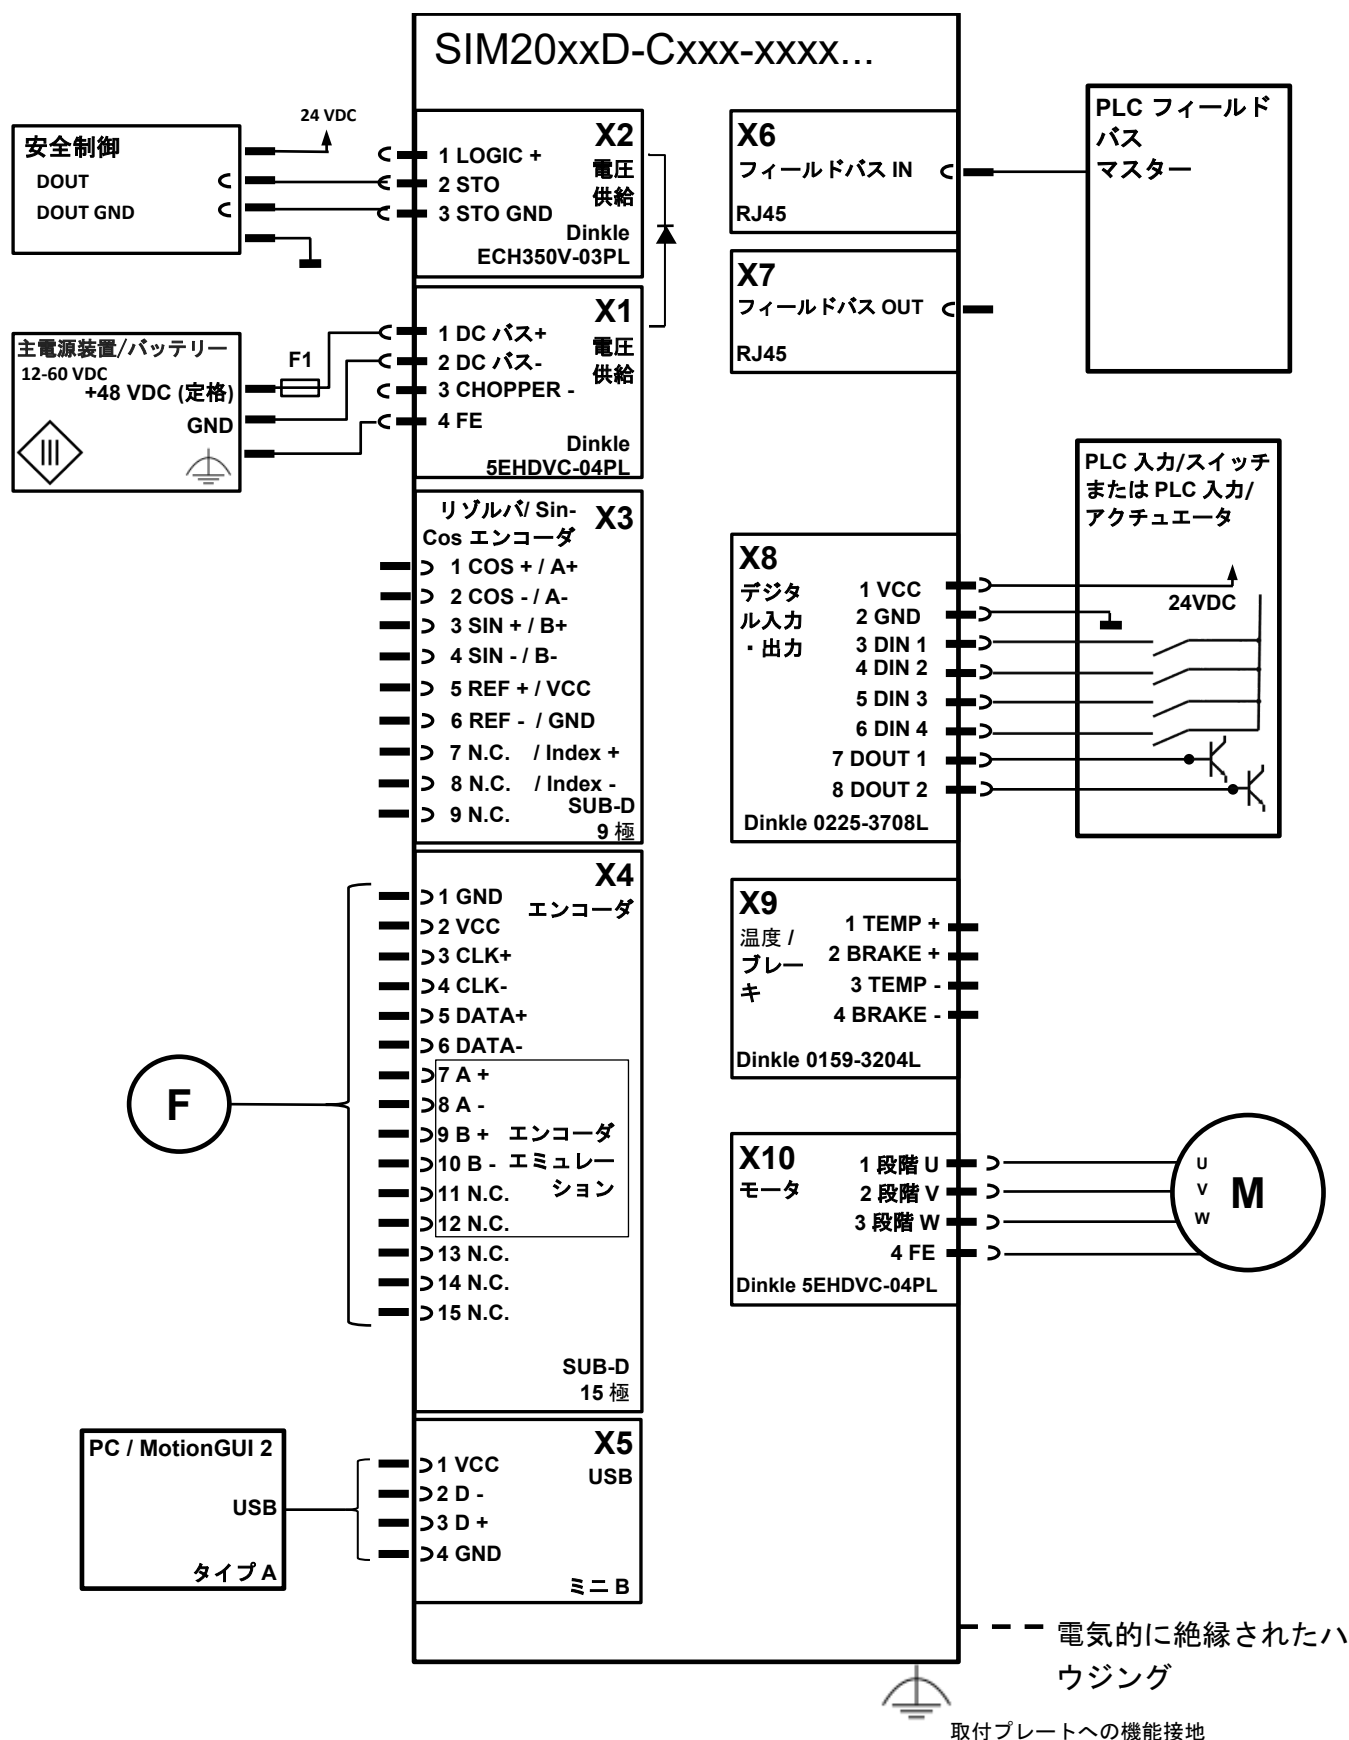 SIM20xxD-Cxxx-xxxx...
24 VDC
安全制御
DOUT
DOUT GND
X2
1 LOGIC +
電圧
2 STO
供給
3 STO GND
Dinkle
ECH350V-03PL
主電源装置/バッテリー
12-60 VDC
+48 VDC (定格)
GND
F1
X1
1 DC バス+
電圧
2 DC バス-
供給
3 CHOPPER -
4 FE
Dinkle
5EHDVC-04PL
リゾルバ/ Sin-
Cos エンコーダ
X3
1 COS + / A+
2 COS - / A-
3 SIN + / B+
4 SIN - / B-
5 REF + / VCC
6 REF - / GND
7 N.C. / Index +
8 N.C. / Index -
9 N.C.
SUB-D
9 極
X4
エンコーダ
1 GND
2 VCC
3 CLK+
4 CLK-
5 DATA+
6 DATA-
7 A +
8 A -
9 B +
10 B -
11 N.C.
12 N.C.
エンコーダ
エミュレー
ション
13 N.C.
14 N.C.
15 N.C.
SUB-D
15 極
F
PC / MotionGUI 2
USB
タイプ A
X5
USB
1 VCC
2 D -
3 D +
4 GND
ミニ B
X6
フィールドバス IN
RJ45
X7
フィールドバス OUT
RJ45
PLC フィールド
バス
マスター
X8
デジタ
ル入力
・出力
1 VCC
2 GND
3 DIN 1
4 DIN 2
5 DIN 3
6 DIN 4
7 DOUT 1
8 DOUT 2
Dinkle 0225-3708L
PLC 入力/スイッチ
または PLC 入力/
アクチュエータ
24VDC
X9
温度 /
ブレー
キ
1 TEMP +
2 BRAKE +
3 TEMP -
4 BRAKE -
Dinkle 0159-3204L
X10
モータ
1 段階 U
2 段階 V
3 段階 W
4 FE
Dinkle 5EHDVC-04PL
U
V
W
M
電気的に絶縁されたハ
ウジング
取付プレートへの機能接地